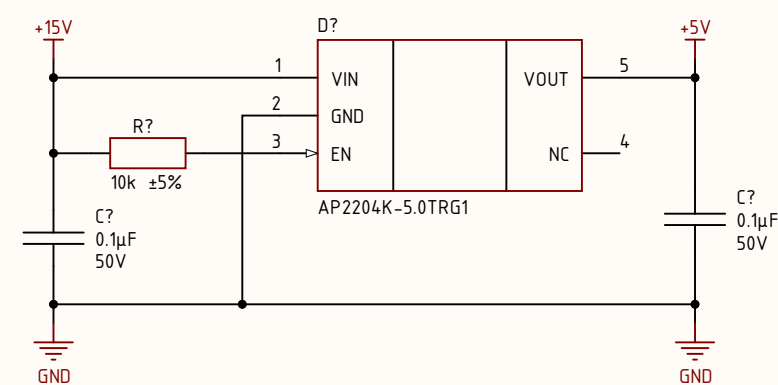 D?
+15V
+5V
1
VIN
VOUT
5
2
GND
R?
3
EN
NC
4
10k ±5%
AP2204K-5.0TRG1
C?
0.1µF
50V
C?
0.1µF
50V
GND
GND